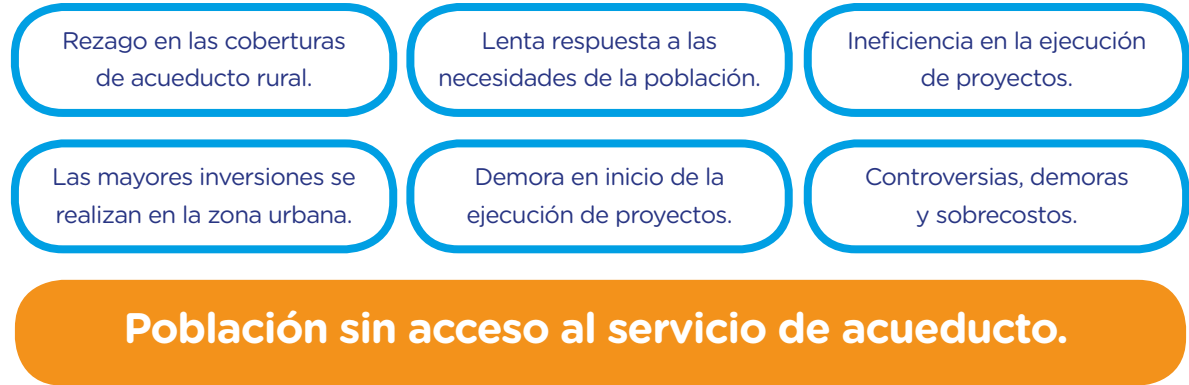 Rezago en las coberturas
de acueducto rural.
Lenta respuesta a las
necesidades de la población.
Ineficiencia en la ejecución
de proyectos.
Las mayores inversiones se
realizan en la zona urbana.
Demora en inicio de la
ejecución de proyectos.
Controversias, demoras
y sobrecostos.
Población sin acceso al servicio de acueducto.